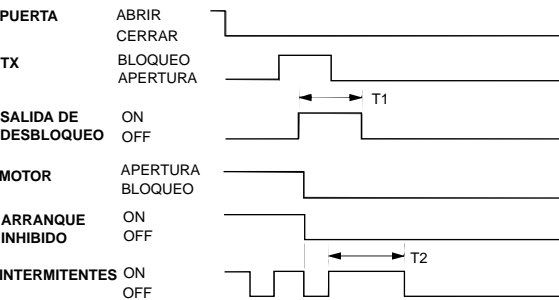 PUERTA ABRIR
CERRAR
TX BLOQUEO
APERTURA
T1
SALIDA DE ON
DESBLOQUEO OFF
MOTOR APERTURA
BLOQUEO
ARRANQUE ON
INHIBIDO OFF
T2
INTERMITENTES ON
OFF